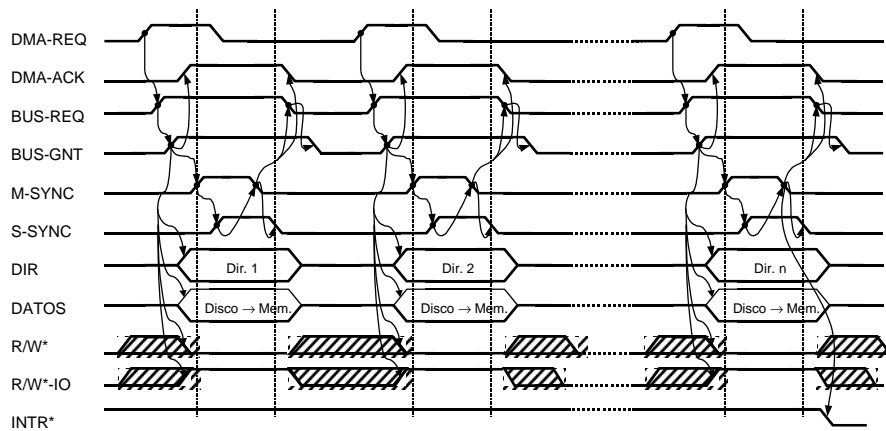 DMA-REQ
DMA-ACK
BUS-REQ
BUS-GNT
M-SYNC
S-SYNC
DIR Dir. 1 Dir. 2 Dir. n
DATOS Disco → Mem. Disco → Mem. Disco → Mem.
R/W*
R/W*-IO
INTR*